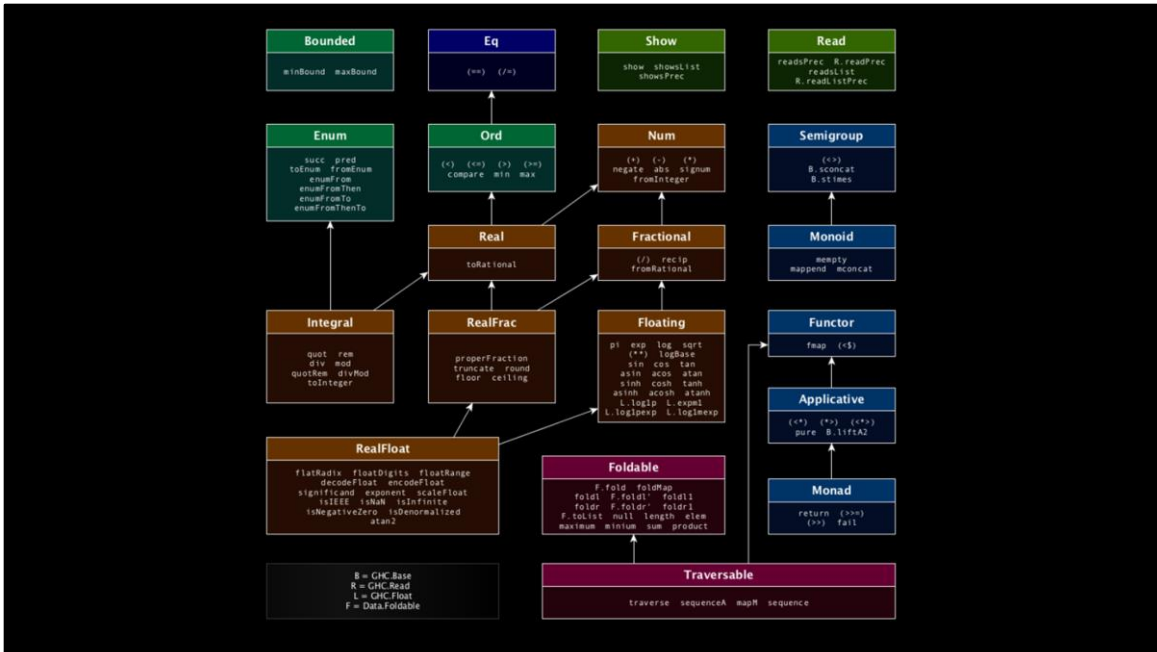 Bounded
minBound maxBound
Eq
(==) (/=)
Show
show showsList
showsPrec
Read
readsPrec R.readPrec
readsList
R.readListPrec
Enum
succ pred
toEnum fromEnum
enumFrom
enumFromThen
enumFromTo
enumFromThenTo
Ord
(<) (<=) (>) (>=)
compare min max
Num
(+) (-) (*)
negate abs signum
fromInteger
Semigroup
(<>)
B.sconcat
B.stimes
Real
toRational
Fractional
(/) recip
fromRational
Monoid
mempty
mappend mconcat
Integral
quot rem
div mod
quotRem divMod
toInteger
RealFrac
properFraction
truncate round
floor ceiling
Floating
pi exp log sqrt
(**) logBase
sin cos tan
asin acos atan
sinh cosh tanh
asinh acosh atanh
L.log1p L.expm1
L.log1pexp L.log1mexp
Functor
fmap (<$)
Applicative
(<*) (*>) (<*>)
pure B.liftA2
RealFloat
flatRadix floatDigits floatRange
decodeFloat encodeFloat
significand exponent scaleFloat
isIEEE isNaN isInfinite
isNegativeZero isDenormalized
atan2
Foldable
F.fold foldMap
foldl F.foldl' foldl1
foldr F.foldr' foldr1
F.toList null length elem
maximum minium sum product
Monad
return (>>=)
(>>) fail
B = GHC.Base
R = GHC.Read
L = GHC.Float
F = Data.Foldable
Traversable
traverse sequenceA mapM sequence